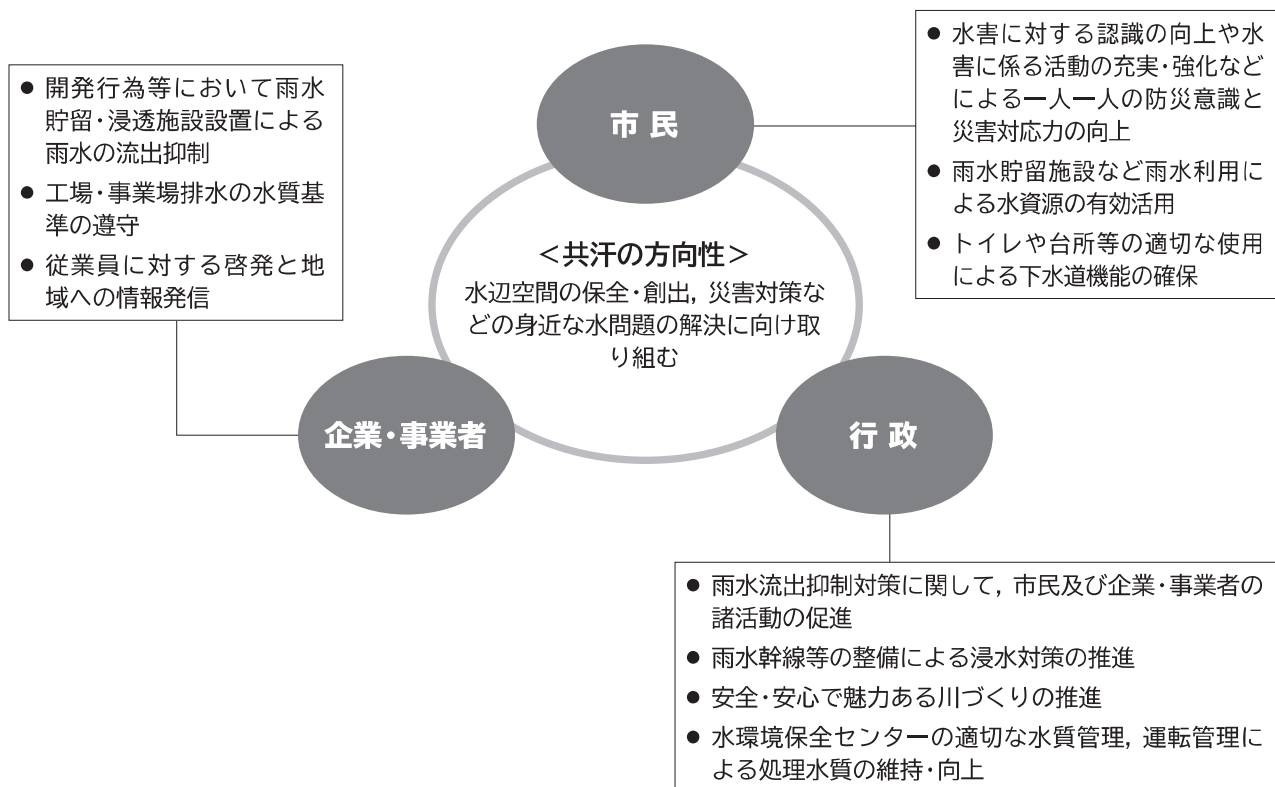 市民
● 水害に対する認識の向上や水
害に係る活動の充実・強化など
による一人一人の防災意識と
災害対応力の向上
● 雨水貯留施設など雨水利用に
よる水資源の有効活用
● トイレや台所等の適切な使用
による下水道機能の確保
● 開発行為等において雨水
貯留・浸透施設設置による
雨水の流出抑制
● 工場・事業場排水の水質基
準の遵守
● 従業員に対する啓発と地
域への情報発信
＜共汗の方向性＞
水辺空間の保全・創出，災害対策な
どの身近な水問題の解決に向け取
り組む
企業・事業者
行政
● 雨水流出抑制対策に関して，市民及び企業・事業者の
諸活動の促進
● 雨水幹線等の整備による浸水対策の推進
● 安全・安心で魅力ある川づくりの推進
● 水環境保全センターの適切な水質管理，運転管理に
よる処理水質の維持・向上